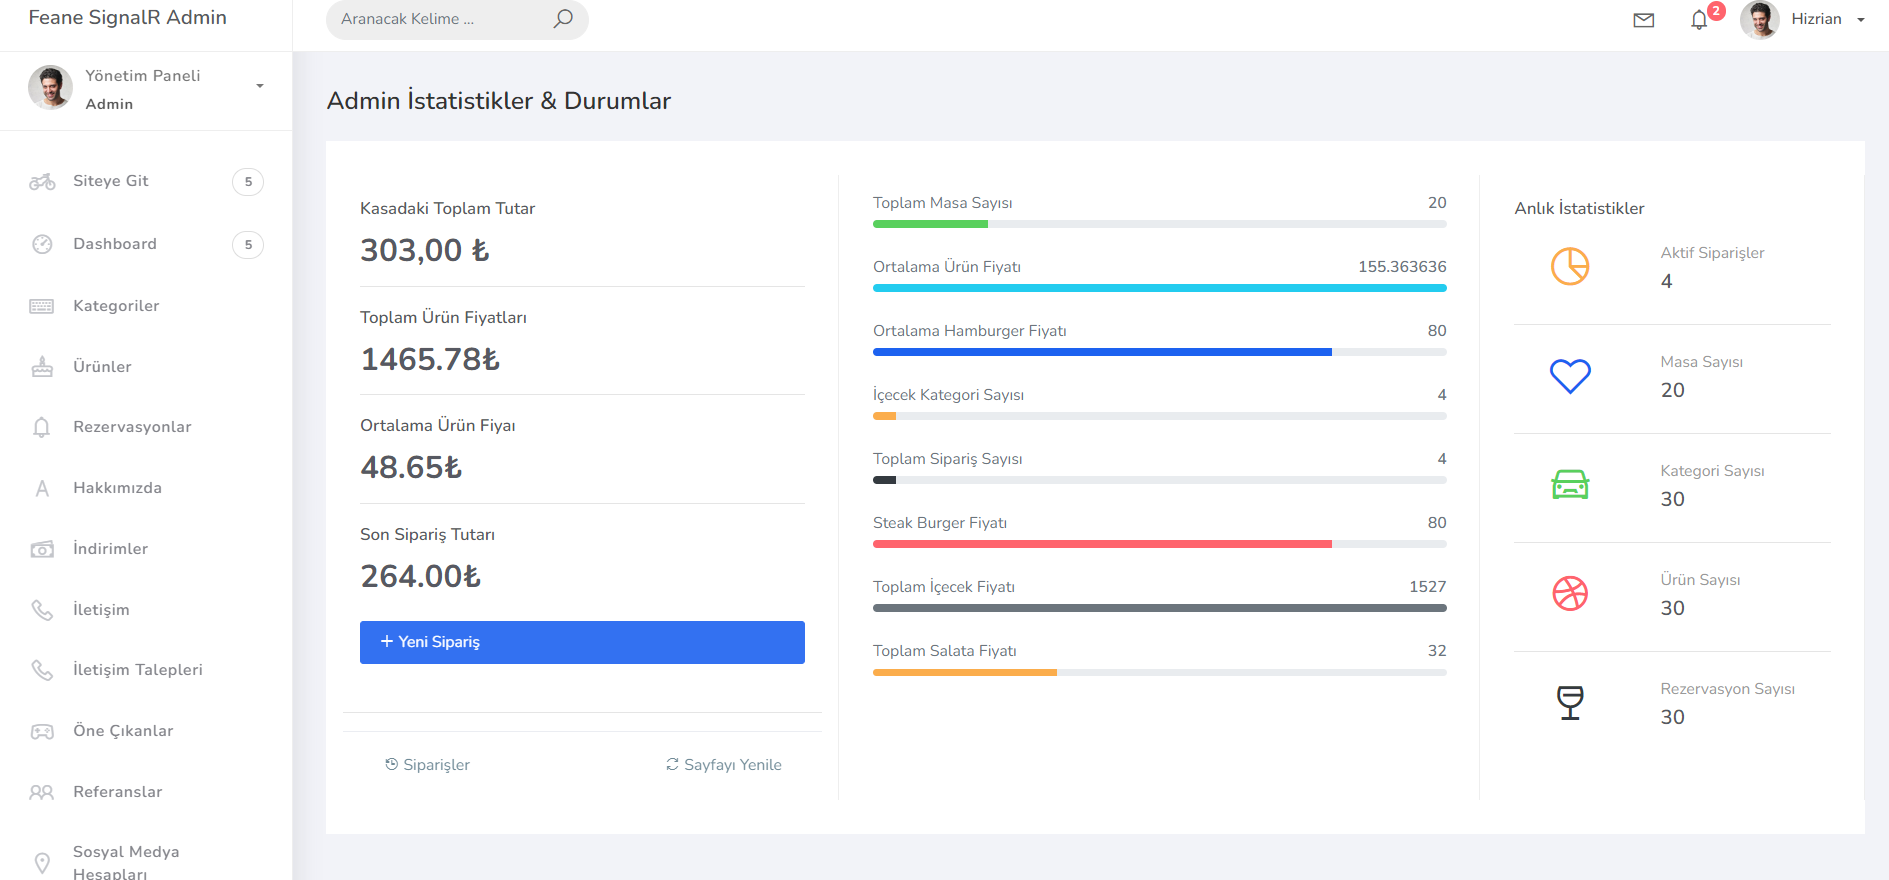 Feane SignalR Admin
Aranacak Kelime ...
2
Hizrian
Yönetim Paneli
Admin
Siteye Git
5
Dashboard
5
Kategoriler
Ürünler
Rezervasyonlar
Hakkımızda
İndirimler
İletişim
İletişim Talepleri
Öne Çıkanlar
Referanslar
Sosyal Medya
Hesapları
Admin İstatistikler & Durumlar
Kasadaki Toplam Tutar
303,00 ₺
Toplam Ürün Fiyatları
1465.78₺
Ortalama Ürün Fiyaı
48.65₺
Son Sipariş Tutarı
264.00₺
+ Yeni Sipariş
Siparişler
Sayfayı Yenile
Toplam Masa Sayısı 20
Ortalama Ürün Fiyatı 155.363636
Ortalama Hamburger Fiyatı 80
İçecek Kategori Sayısı 4
Toplam Sipariş Sayısı 4
Steak Burger Fiyatı 80
Toplam İçecek Fiyatı 1527
Toplam Salata Fiyatı 32
Anlık İstatistikler
Aktif Siparişler
4
Masa Sayısı
20
Kategori Sayısı
30
Ürün Sayısı
30
Rezervasyon Sayısı
30